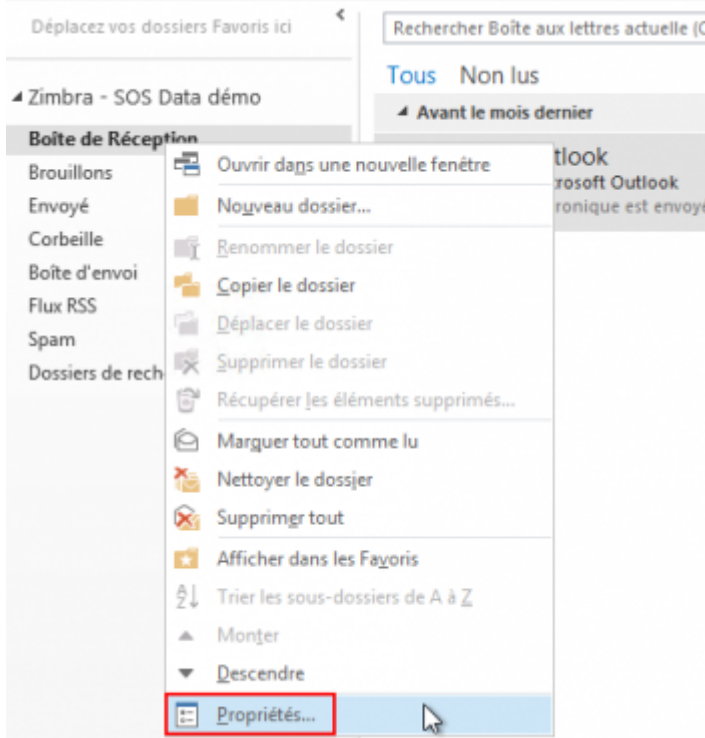 Déplacez vos dossiers Favoris ici
Rechercher Boîte aux lettres actuelle (C
Tous Non lus
Zimbra - SOS Data démo
Avant le mois dernier
Boîte de Réception
Brouillons
Envoyé
Corbeille
Boîte d'envoi
Flux RSS
Spam
Dossiers de rech
tlook
rosoft Outlook
ronique est envoyé
Ouvrir dans une nouvelle fenêtre
Nouveau dossier...
Renommer le dossier
Copier le dossier
Déplacer le dossier
Supprimer le dossier
Récupérer les éléments supprimés...
Marquer tout comme lu
Nettoyer le dossier
Supprimer tout
Afficher dans les Favoris
Trier les sous-dossiers de A à Z
Monter
Descendre
Propriétés...